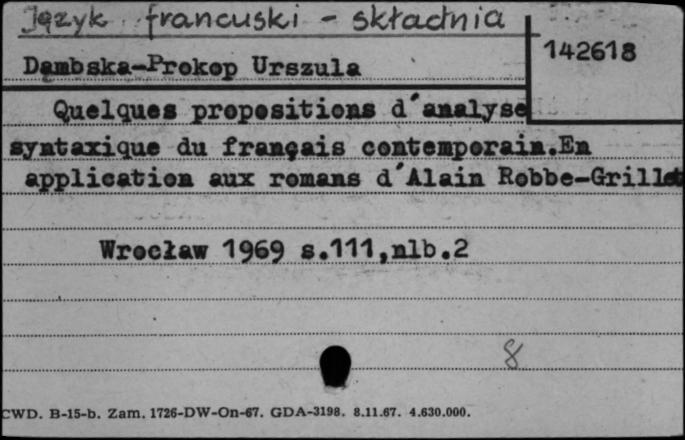 Język francuski - składnia
142618
Dąmbska-Prokop Urszula
Quelques propositions d'analyse
syntaxique du français contemporain.En
application aux romans d'Alain Robbe-Grillet
Wrocław 1969 s.111,nlb.2
8
CWD. B-15-b. Zam. 1726-DW-On-67. GDA-3198. 8.11.67. 4.630.000.